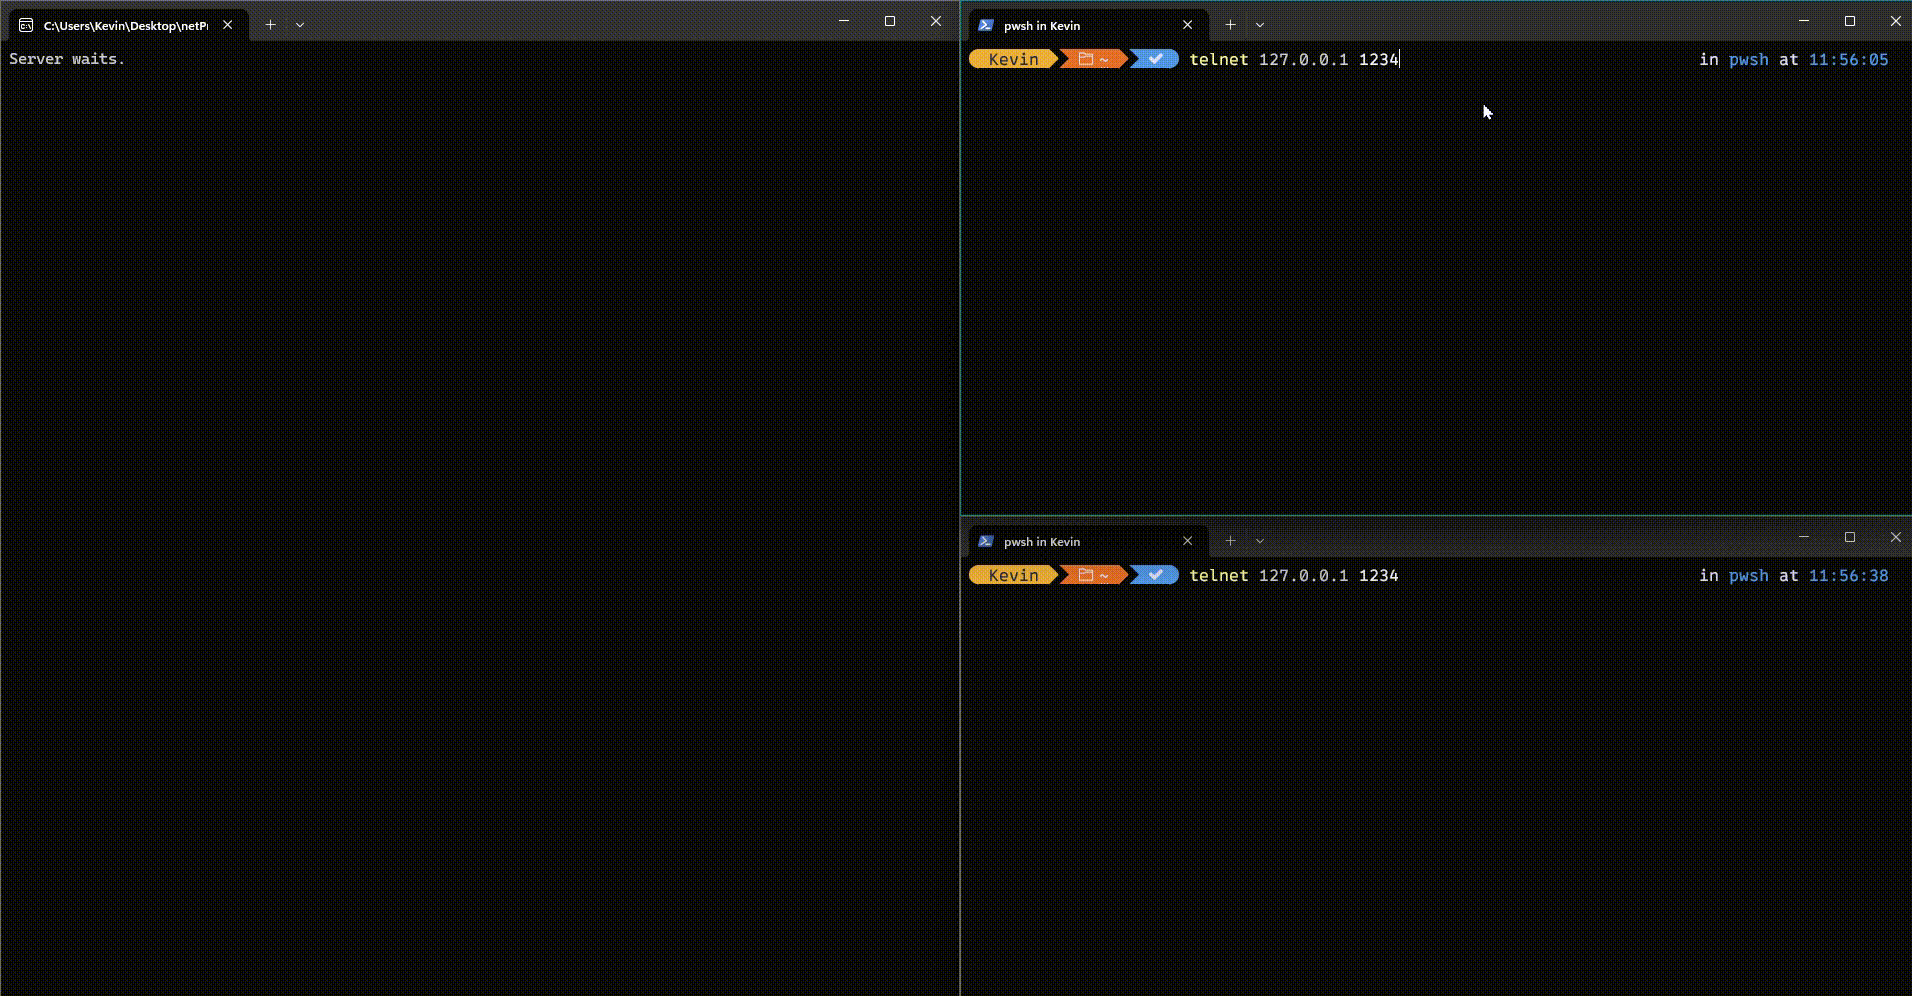 C:\Users\Kevin\Desktop\netPr
Server waits.
pwsh in Kevin
Kevin ~ telnet 127.0.0.1 1234 in pwsh at 11:56:05
pwsh in Kevin
Kevin ~ telnet 127.0.0.1 1234 in pwsh at 11:56:38